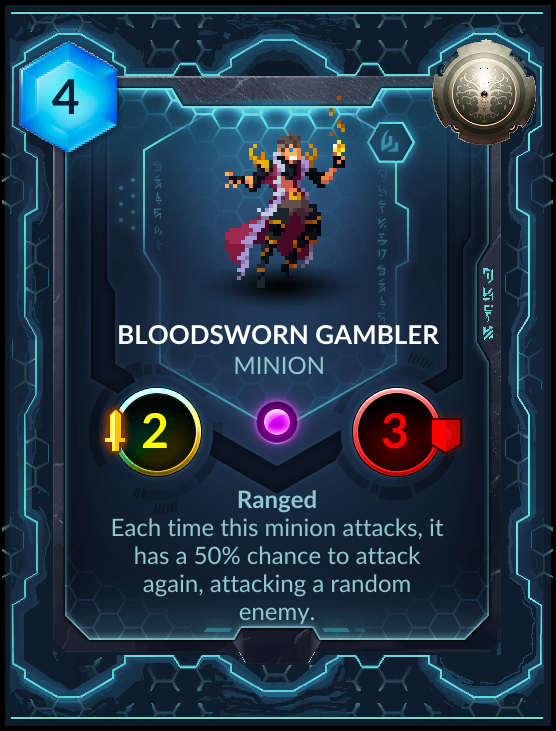 4
BLOODSWORN GAMBLER
MINION
2
3
Ranged
Each time this minion attacks, it
has a 50% chance to attack
again, attacking a random
enemy.